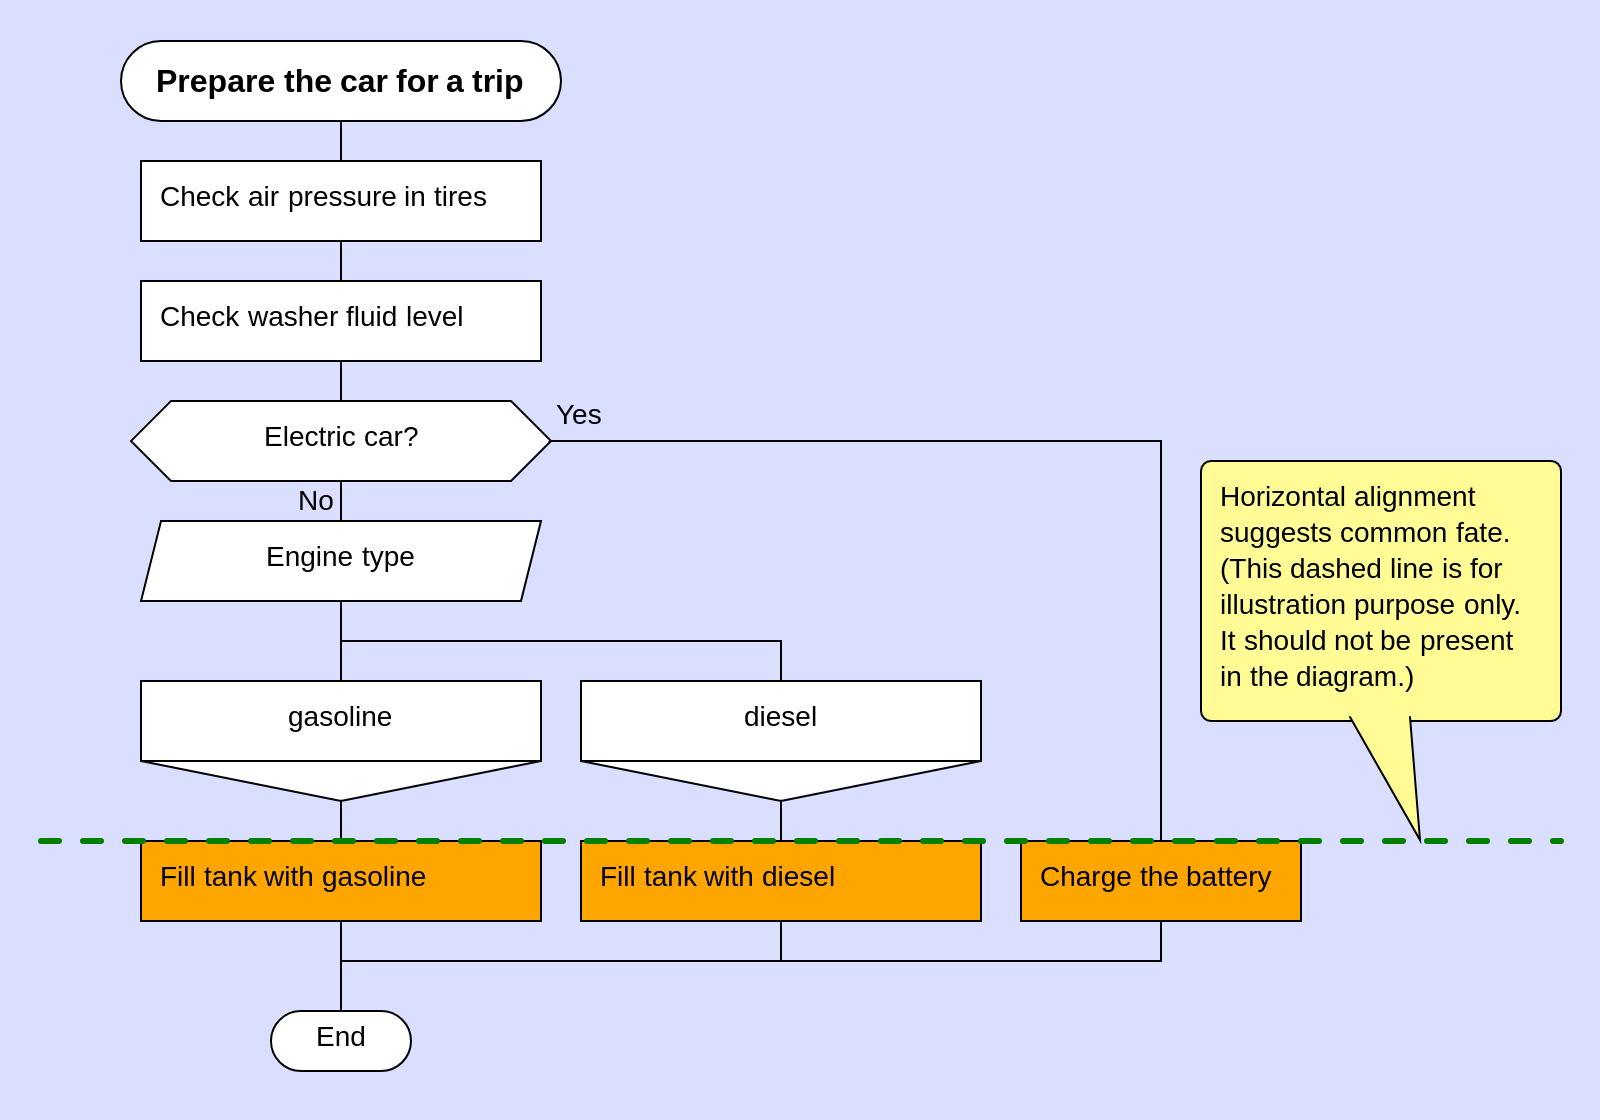 Prepare the car for a trip
Check air pressure in tires
Check washer fluid level
Electric car?
Yes
No
Engine type
gasoline
diesel
Horizontal alignment
suggests common fate.
(This dashed line is for
illustration purpose only.
It should not be present
in the diagram.)
Fill tank with gasoline
Fill tank with diesel
Charge the battery
End